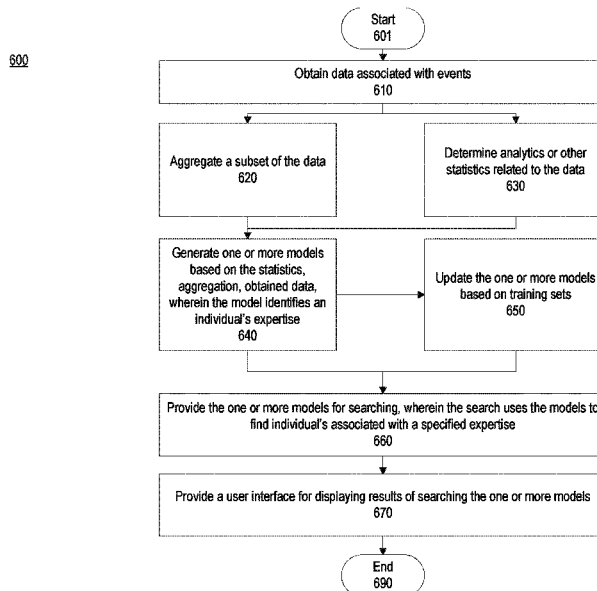 Start
601
600
Obtain data associated with events
610
Aggregate a subset of the data
620
Determine analytics or other
statistics related to the data
630
Generate one or more models
based on the statistics,
aggregation, obtained data,
wherein the model identifies an
individual's expertise
640
Update the one or more models
based on training sets
650
Provide the one or more models for searching, wherein the search uses the models to
find individual's associated with a specified expertise
660
Provide a user interface for displaying results of searching the one or more models
670
End
690